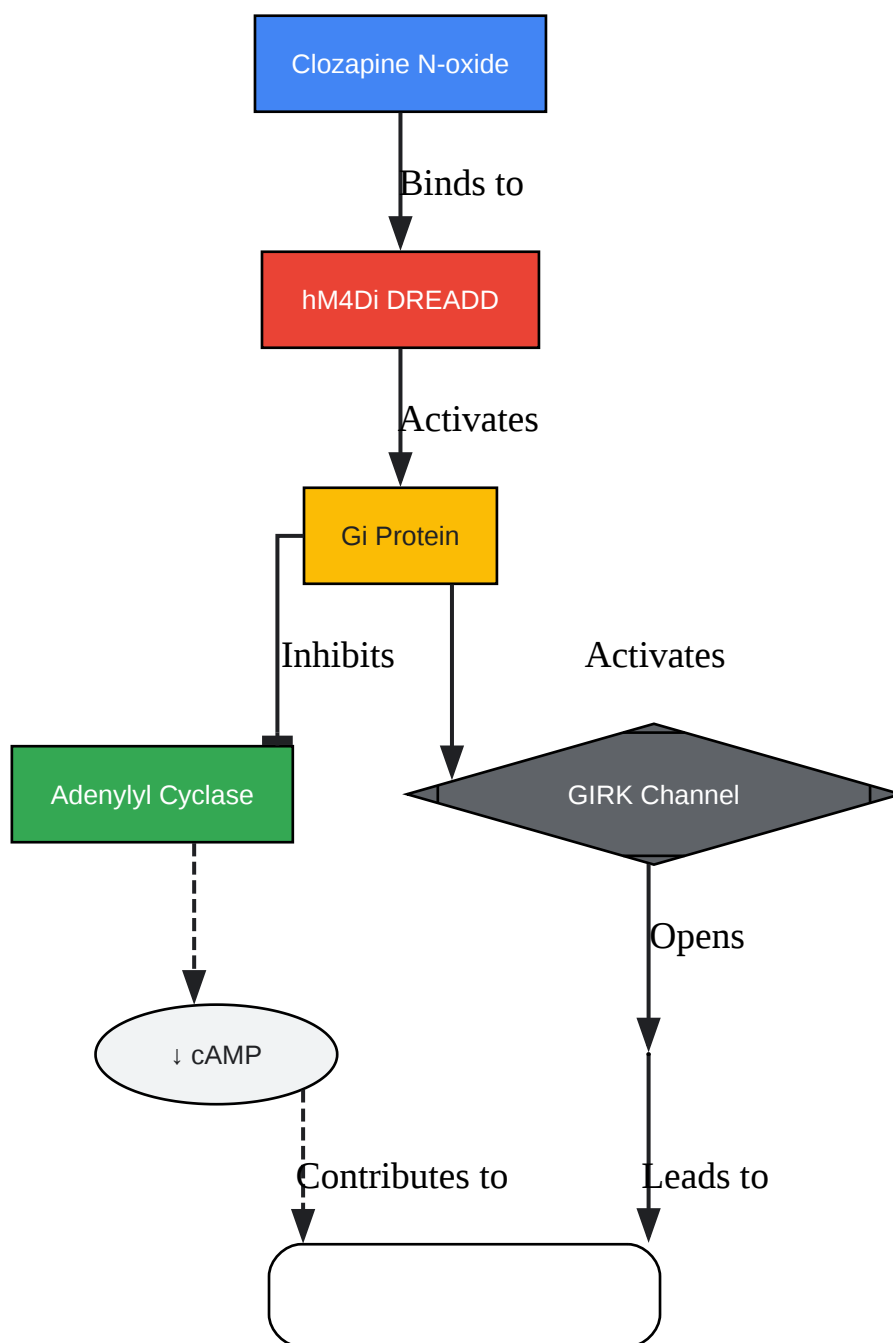 Clozapine N-oxide
Binds to
hM4Di DREADD
Activates
Gi Protein
Inhibits
Activates
Adenylyl Cyclase
GIRK Channel
Opens
↓ cAMP
Contributes to
Leads to